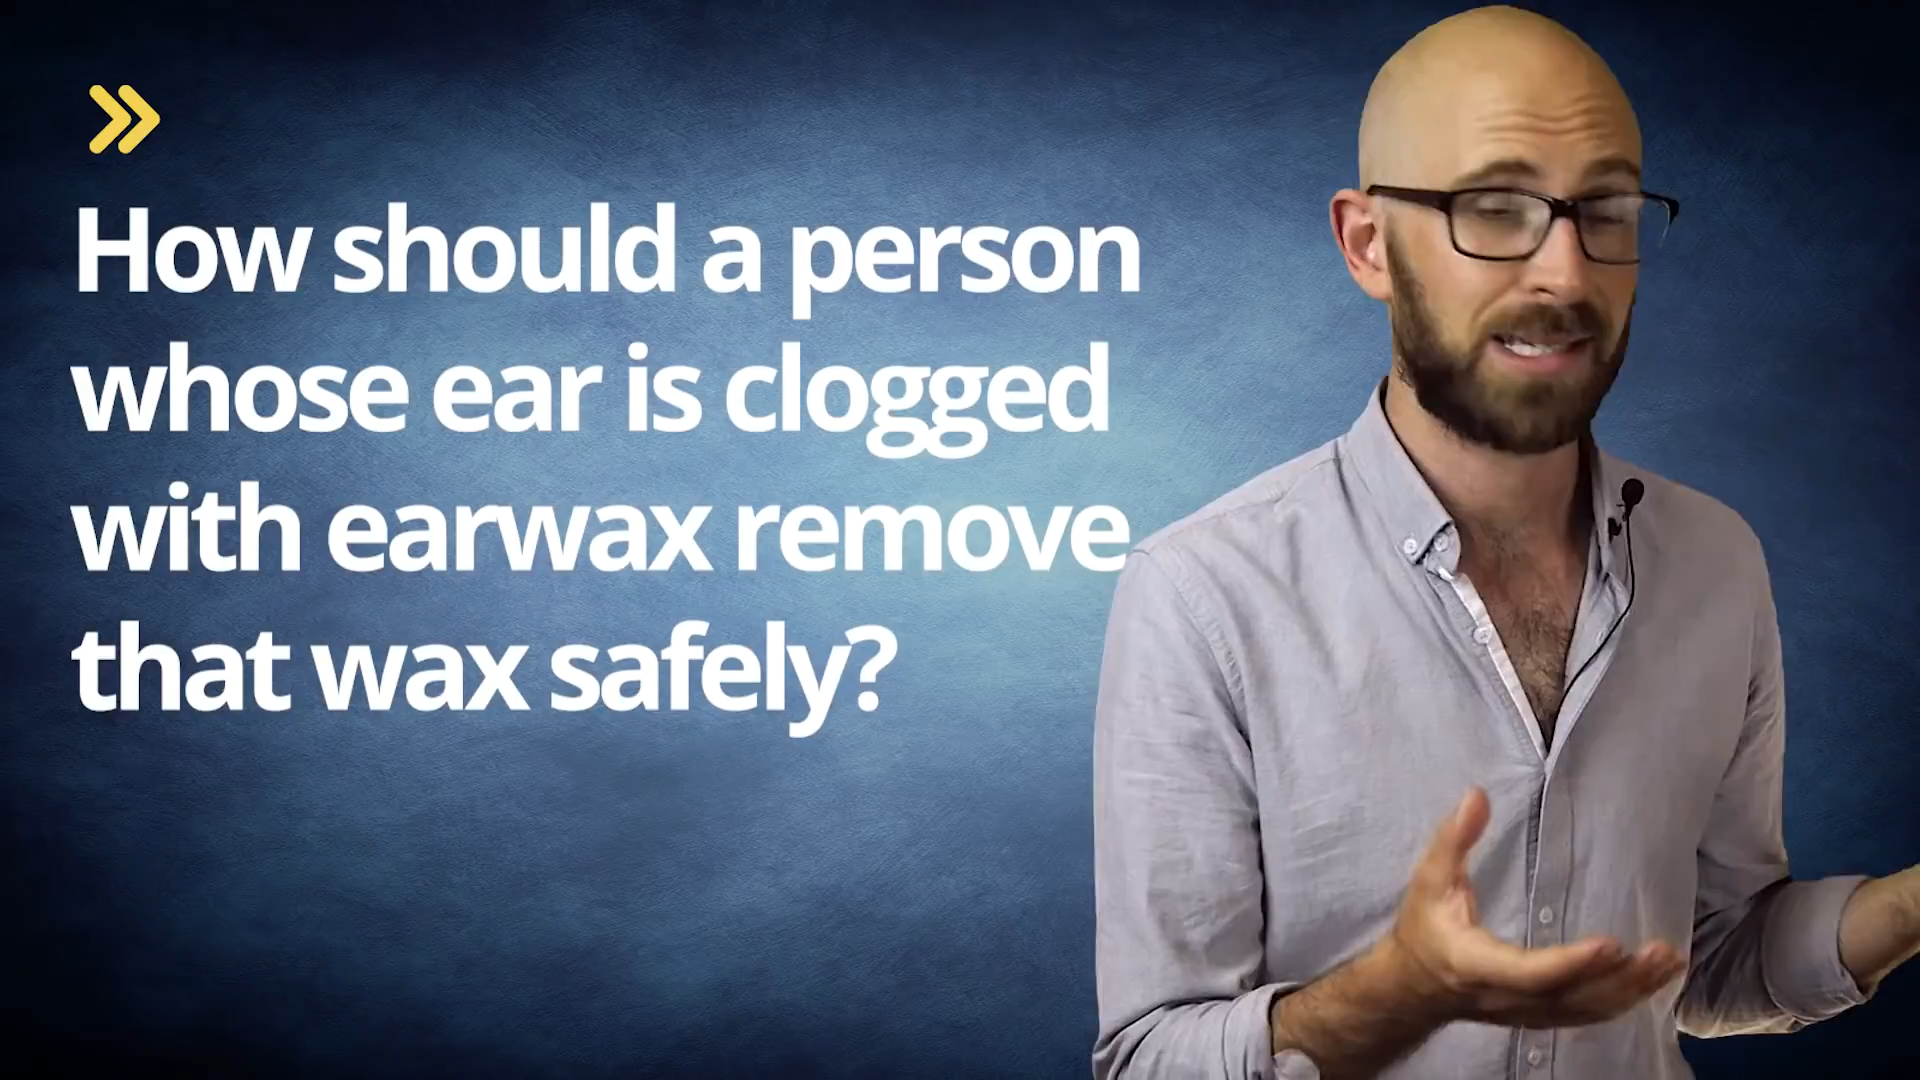 How should a person
whose ear is clogged
with earwax remove
that wax safely?